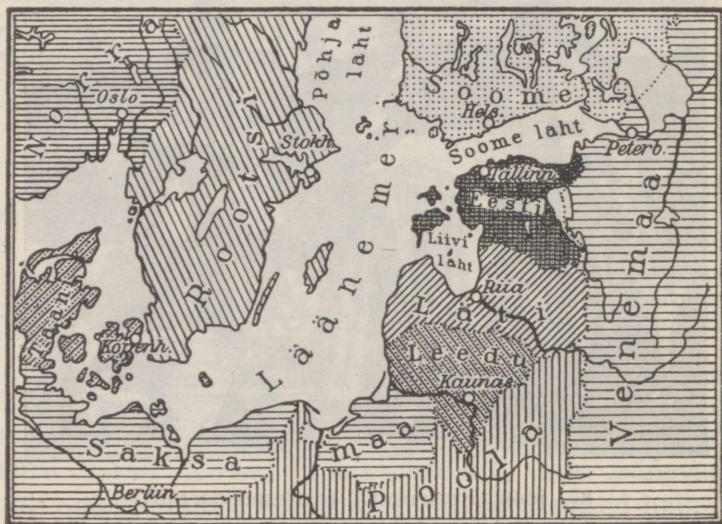 Norra
Oslo
Rootsi
Stokh.
Põhja
laht
Soome
Hels.
Soome laht
Peterb.
Tallinn
Eesti
Liivi
laht
Läänemeri
Riia
Läti
Leedu
Kaunas
Venemaa
Taani
Kopenh.
Saksamaa
Berliin
Poola